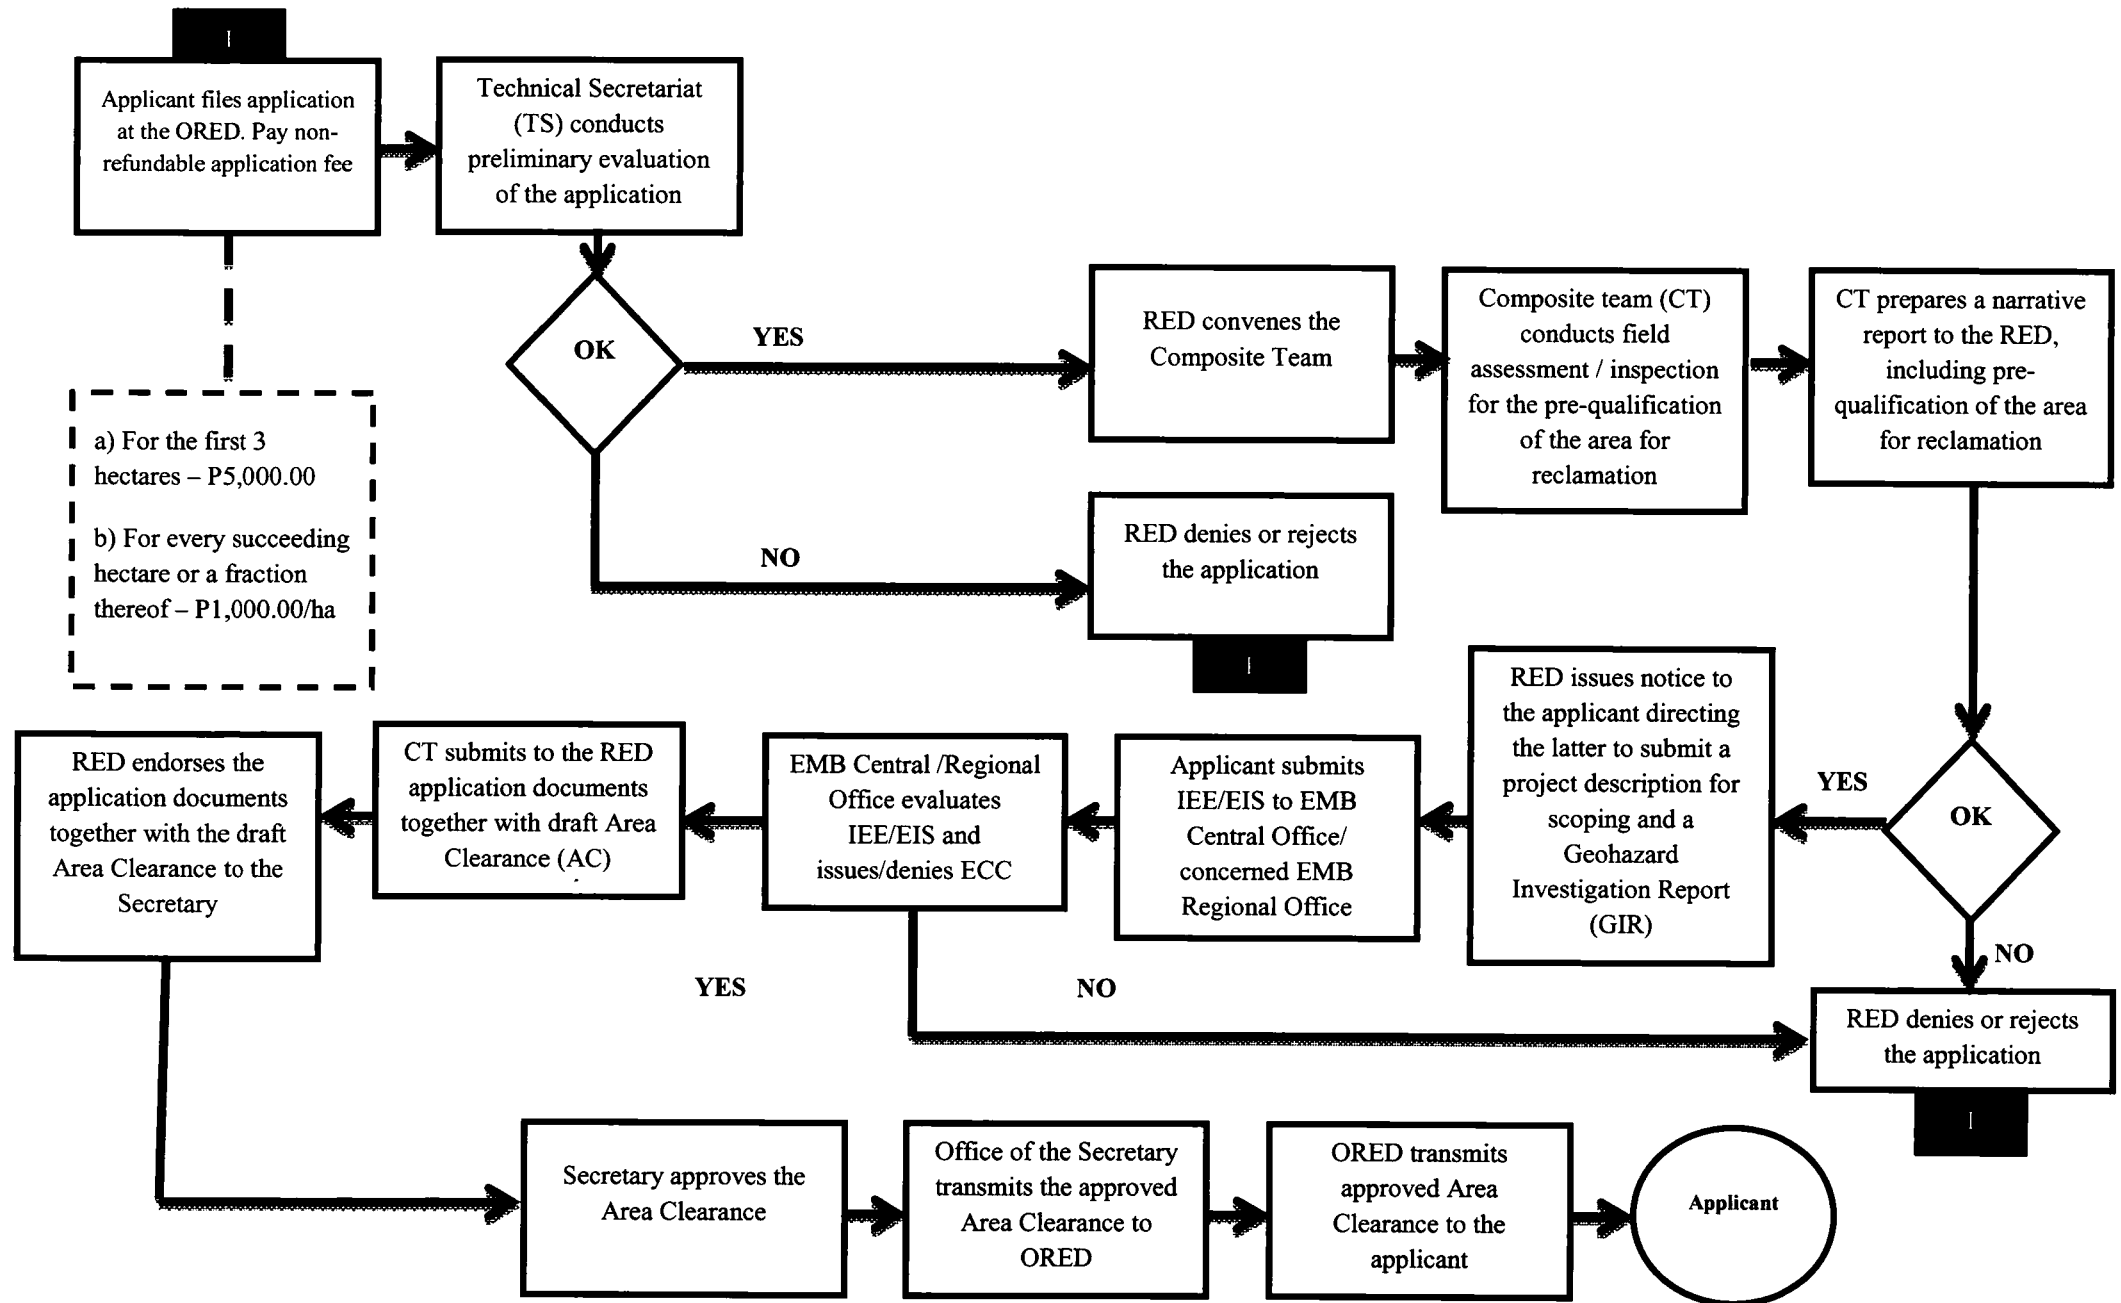 I
Applicant files application
at the ORED. Pay non-
refundable application fee
Technical Secretariat
(TS) conducts
preliminary evaluation
of the application
a) For the first 3
hectares – P5,000.00
b) For every succeeding
hectare or a fraction
thereof – P1,000.00/ha
OK
YES
NO
RED convenes the
Composite Team
Composite team (CT)
conducts field
assessment / inspection
for the pre-qualification
of the area for
reclamation
CT prepares a narrative
report to the RED,
including pre-
qualification of the area
for reclamation
RED denies or rejects
the application
I
OK
YES
NO
RED issues notice to
the applicant directing
the latter to submit a
project description for
scoping and a
Geohazard
Investigation Report
(GIR)
Applicant submits
IEE/EIS to EMB
Central Office/
concerned EMB
Regional Office
EMB Central /Regional
Office evaluates
IEE/EIS and
issues/denies ECC
CT submits to the RED
application documents
together with draft Area
Clearance (AC)
RED endorses the
application documents
together with the draft
Area Clearance to the
Secretary
YES
NO
RED denies or rejects
the application
I
Secretary approves the
Area Clearance
Office of the Secretary
transmits the approved
Area Clearance to
ORED
ORED transmits
approved Area
Clearance to the
applicant
Applicant